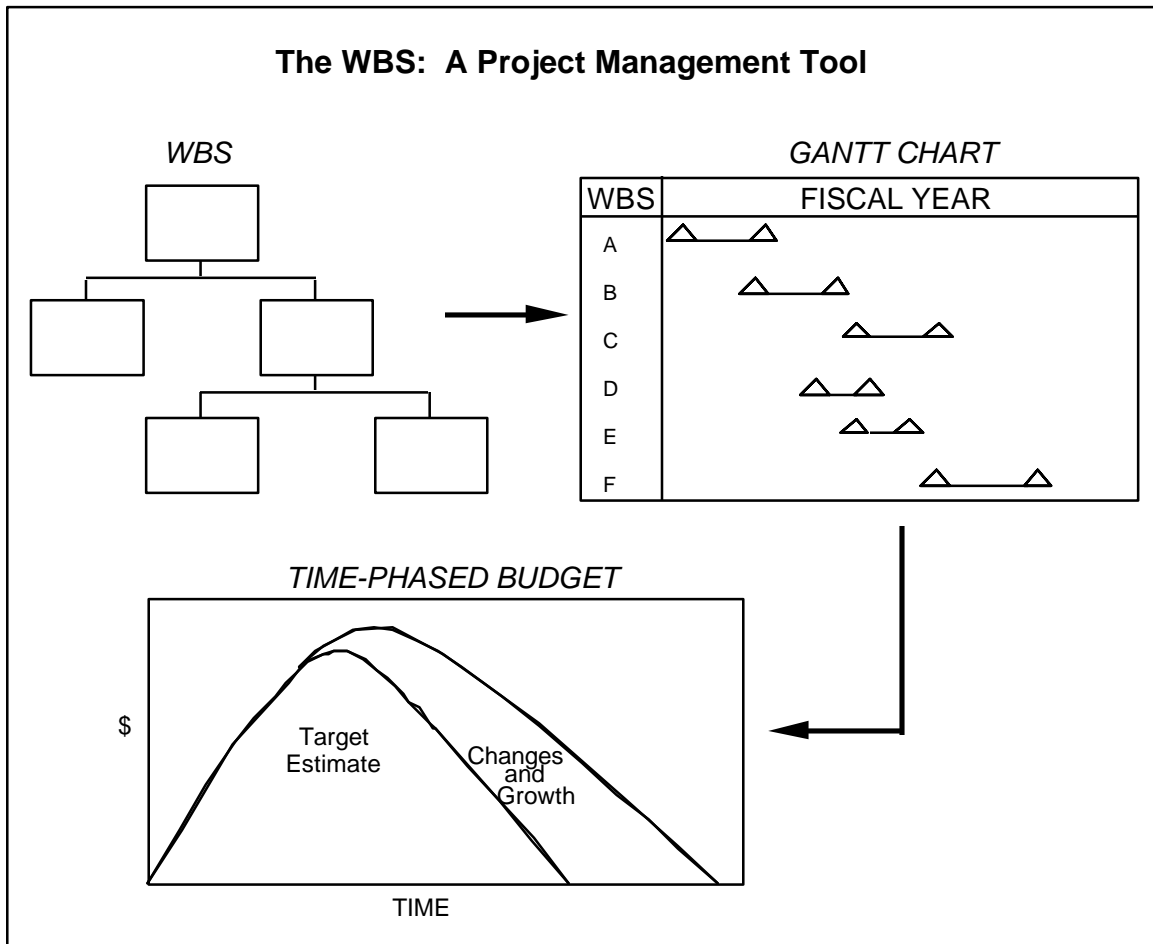 The WBS:  A Project Management Tool
WBS
GANTT CHART
WBS FISCAL YEAR
A
B
C
D
E
F
TIME-PHASED BUDGET
$
Target
Estimate
Changes
and
Growth
TIME